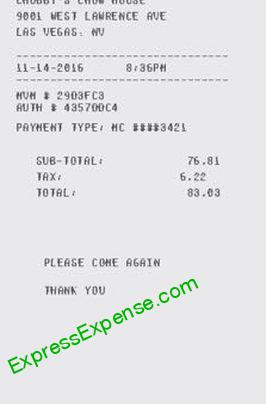 CHUBBY'S CHOW HOUSE
9001 WEST LAWRENCE AVE
LAS VEGAS, NV
11-14-2016 8:36PM
MVM # 2903FC3
AUTH # 43570DC4
PAYMENT TYPE: MC ####3421
SUB-TOTAL: 76.81
TAX: 6.22
TOTAL: 83.03
PLEASE COME AGAIN
THANK YOU
ExpressExpense.com